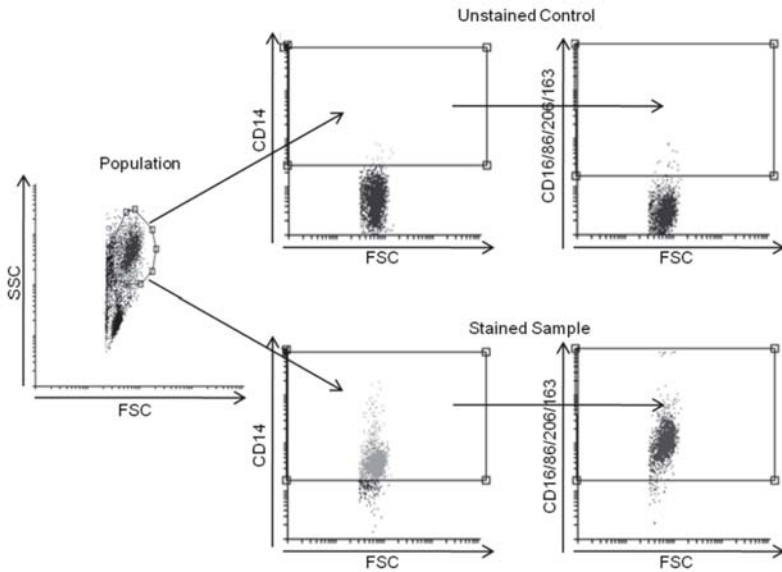 Unstained Control
CD14
FSC
CD16/86/206/163
FSC
Population
SSC
FSC
Stained Sample
CD14
FSC
CD16/86/206/163
FSC